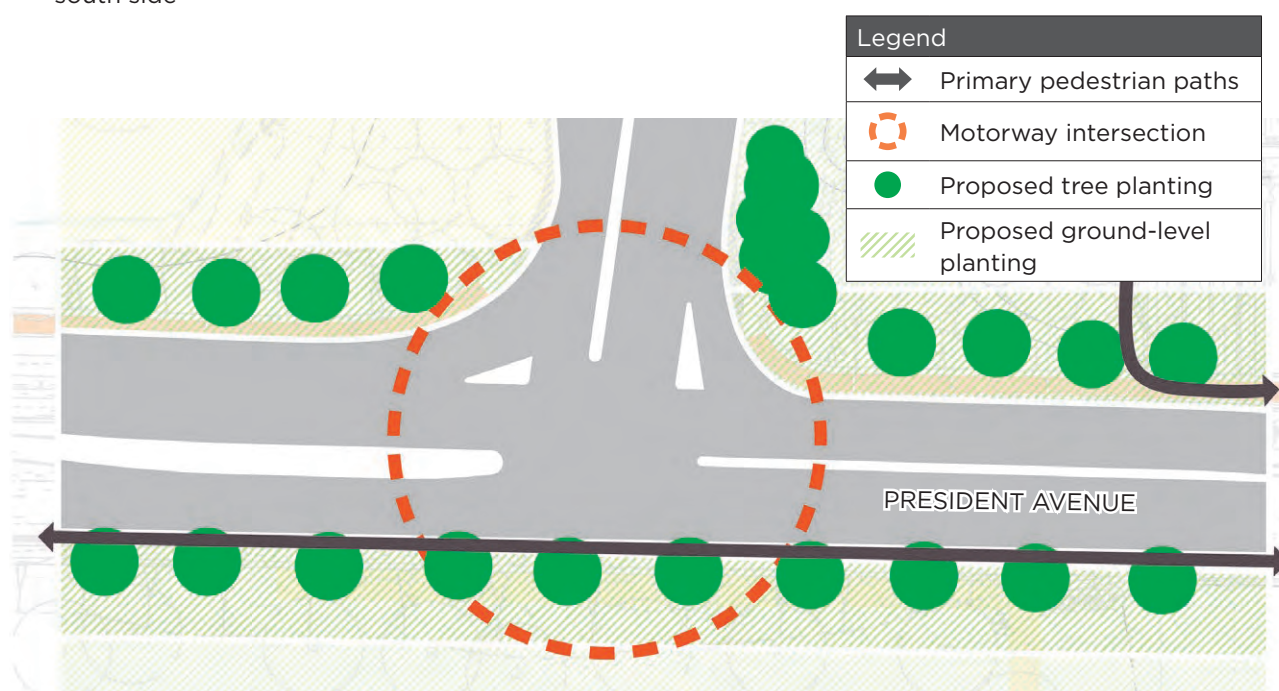 south side
Legend
Primary pedestrian paths
Motorway intersection
Proposed tree planting
Proposed ground-level
planting
PRESIDENT AVENUE